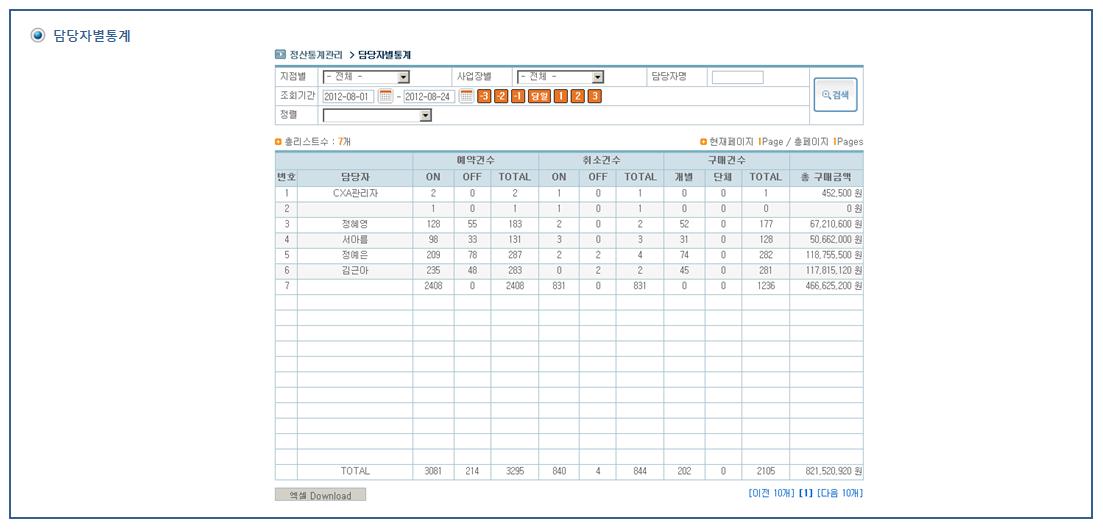 담당자별통계
정산통계관리 > 담당자별통계
지점별 - 전체 - 사업장별 - 전체 - 담당자명
조회기간 2012-08-01 - 2012-08-24 -3 -2 -1 당월 1 2 3 검색
정렬
총리스트수 : 7개 현재페이지 1Page / 총페이지 1Pages
예약건수 취소건수 구매건수
번호 담당자 ON OFF TOTAL ON OFF TOTAL 개별 단체 TOTAL 총 구매금액
1 CXA관리자 2 0 2 1 0 1 0 0 1 452,500 원
2 1 0 1 1 0 1 0 0 0 0 원
3 정혜영 128 55 183 2 0 2 52 0 177 67,210,600 원
4 서아름 98 33 131 3 0 3 31 0 128 50,662,000 원
5 정예은 209 78 287 2 2 4 74 0 282 118,755,500 원
6 김근아 235 48 283 0 2 2 45 0 281 117,815,120 원
7 2408 0 2408 831 0 831 0 0 1236 466,625,200 원
TOTAL 3081 214 3295 840 4 844 202 0 2105 821,520,920 원
엑셀 Download [이전 10개] [1] [다음 10개]